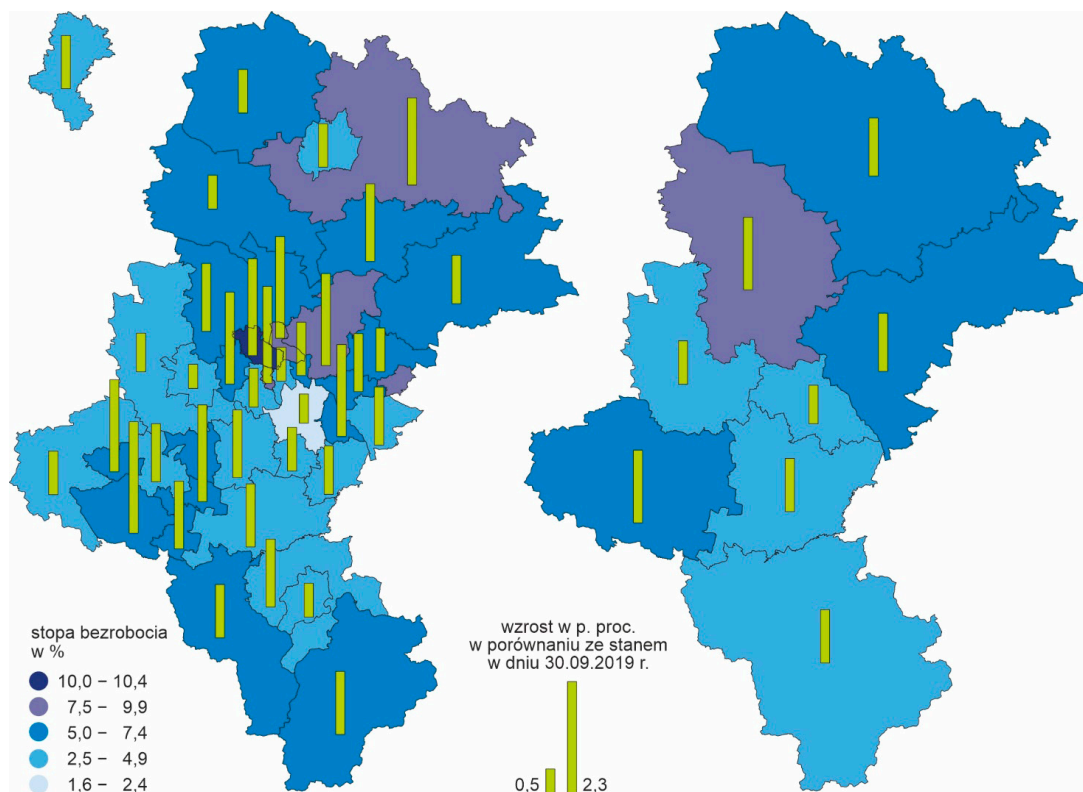 stopa bezrobocia
w %
10,0 – 10,4
7,5 – 9,9
5,0 – 7,4
2,5 – 4,9
1,6 – 2,4
wzrost w p. proc.
w porównaniu ze stanem
w dniu 30.09.2019 r.
0,5 2,3